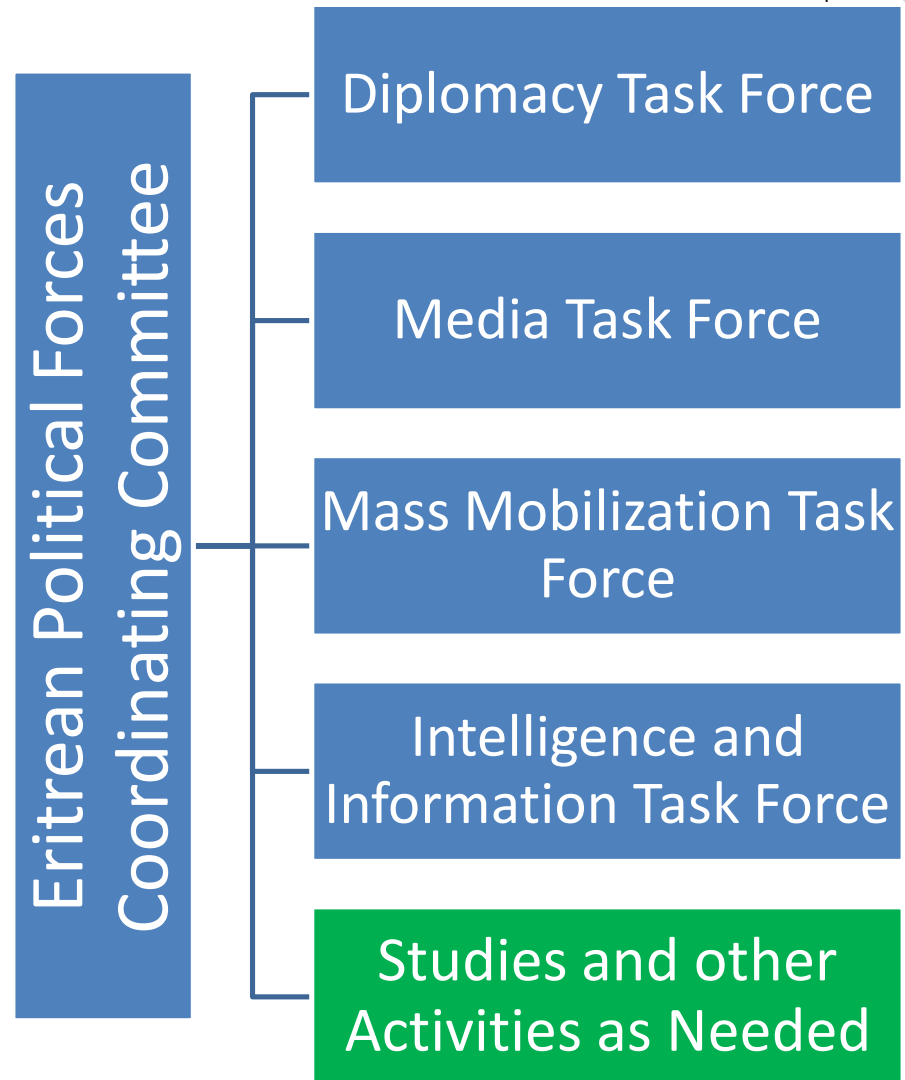 Eritrean Political Forces
Coordinating Committee
Diplomacy Task Force
Media Task Force
Mass Mobilization Task
Force
Intelligence and
Information Task Force
Studies and other
Activities as Needed